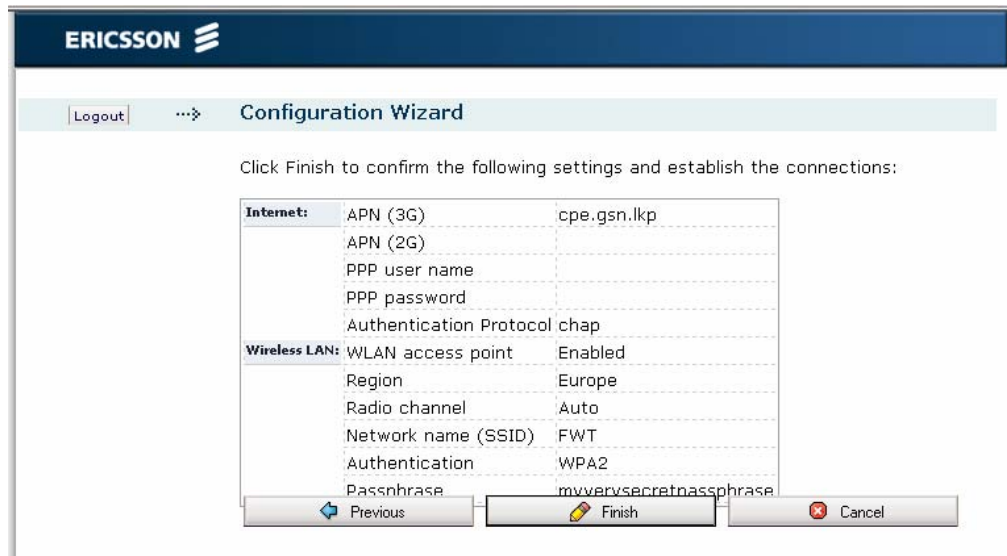 ERICSSON
Logout Configuration Wizard
Click Finish to confirm the following settings and establish the connections:
Internet: APN (3G) cpe.gsn.lkp
APN (2G)
PPP user name
PPP password
Authentication Protocol chap
Wireless LAN: WLAN access point Enabled
Region Europe
Radio channel Auto
Network name (SSID) FWT
Authentication WPA2
Passphrase myverysecretpassphrase
Previous Finish Cancel